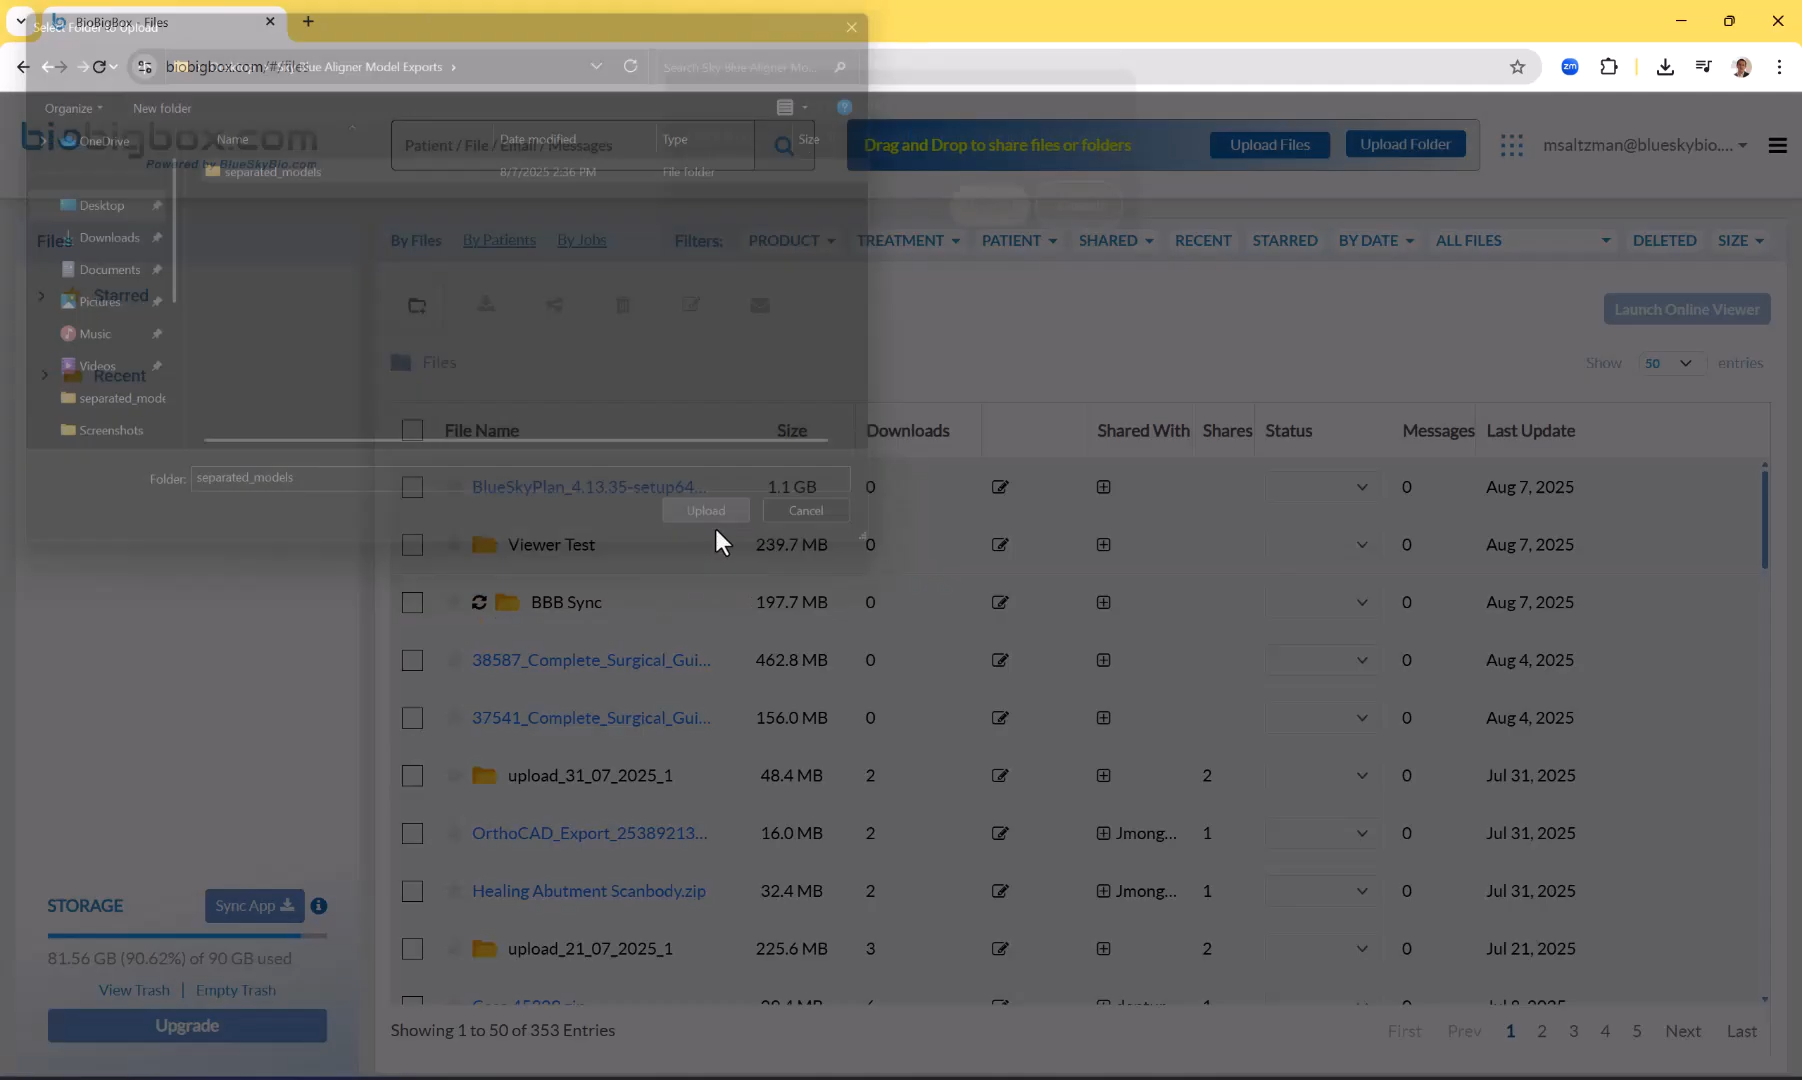 BioBigBox - Files
Select Folder to Upload
biobigbox.com/#/files
Desktop › Sky Blue Aligner Model Exports ›
Search Sky Blue Aligner Mo...
Organize
New folder
biobigbox.com
Powered by BlueSkyBio.com
OneDrive
Name
Date modified
Type
Size
separated_models
8/7/2025 2:36 PM
File folder
Patient / File / Email / Messages
Drag and Drop to share files or folders
Upload Files
Upload Folder
msaltzman@blueskybio....
Desktop
Downloads
Documents
Pictures
Music
Videos
separated_mode
Screenshots
Folder:
separated_models
Upload
Cancel
Files
Starred
Recent
By Files
By Patients
By Jobs
Filters:
PRODUCT
TREATMENT
PATIENT
SHARED
RECENT
STARRED
BY DATE
ALL FILES
DELETED
SIZE
Launch Online Viewer
Files
Show
50
entries
File Name Size Downloads Shared With Shares Status Messages Last Update
BlueSkyPlan_4.13.35-setup64... 1.1 GB 0 0 Aug 7, 2025
Viewer Test 239.7 MB 0 0 Aug 7, 2025
BBB Sync 197.7 MB 0 0 Aug 7, 2025
38587_Complete_Surgical_Gui... 462.8 MB 0 0 Aug 4, 2025
37541_Complete_Surgical_Gui... 156.0 MB 0 0 Aug 4, 2025
upload_31_07_2025_1 48.4 MB 2 2 0 Jul 31, 2025
OrthoCAD_Export_25389213... 16.0 MB 2 Jmong... 1 0 Jul 31, 2025
Healing Abutment Scanbody.zip 32.4 MB 2 Jmong... 1 0 Jul 31, 2025
upload_21_07_2025_1 225.6 MB 3 2 0 Jul 21, 2025
STORAGE
Sync App
81.56 GB (90.62%) of 90 GB used
View Trash | Empty Trash
Upgrade
Showing 1 to 50 of 353 Entries
First Prev 1 2 3 4 5 Next Last